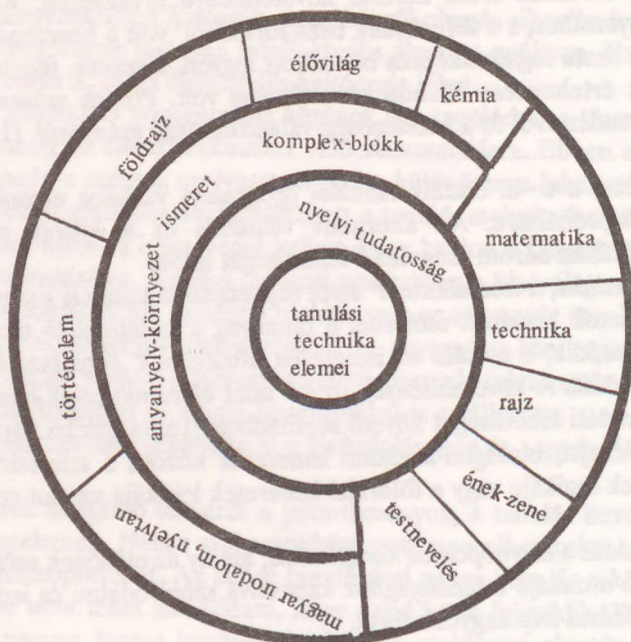 élővilág
kémia
földrajz
komplex-blokk
ismeret
nyelvi tudatosság
matematika
tanulási
technika
elemei
technika
történelem
anyanyelv-környezet
rajz
ének-zene
testnevelés
magyar irodalom, nyelvtan